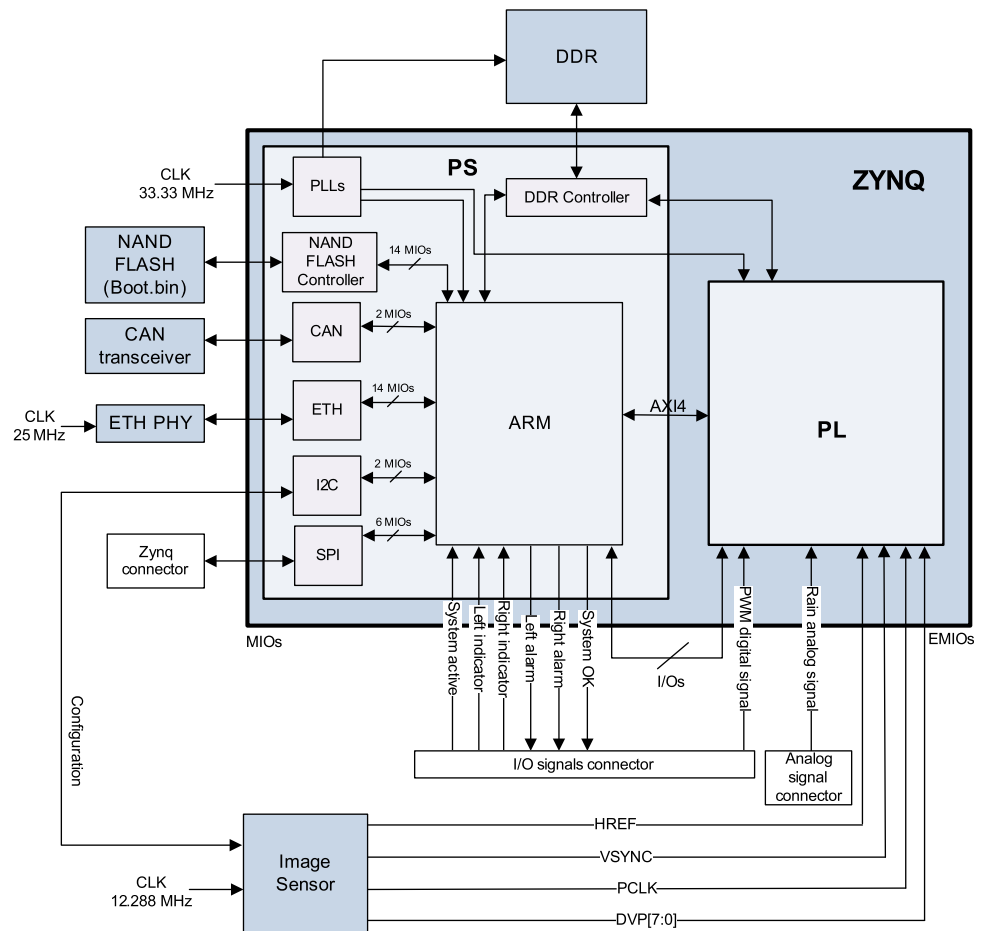 DDR
PS
ZYNQ
CLK
33.33 MHz
PLLs
DDR Controller
NAND
FLASH
(Boot.bin)
NAND
FLASH
Controller
14 MIOs
CAN
transceiver
CAN
2 MIOs
CLK
25 MHz
ETH PHY
ETH
14 MIOs
ARM
AXI4
PL
I2C
2 MIOs
Zynq
connector
SPI
6 MIOs
MIOs
EMIOs
System active
Left indicator
Right indicator
Left alarm
Right alarm
System OK
I/Os
PWM digital signal
Rain analog signal
Configuration
I/O signals connector
Analog
signal
connector
Image
Sensor
CLK
12.288 MHz
HREF
VSYNC
PCLK
DVP[7:0]